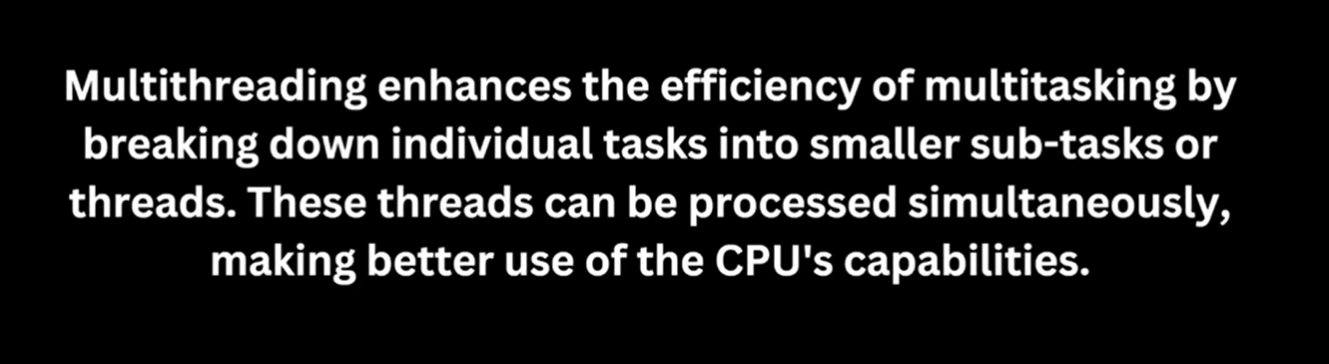 Multithreading enhances the efficiency of multitasking by
breaking down individual tasks into smaller sub-tasks or
threads. These threads can be processed simultaneously,
making better use of the CPU's capabilities.